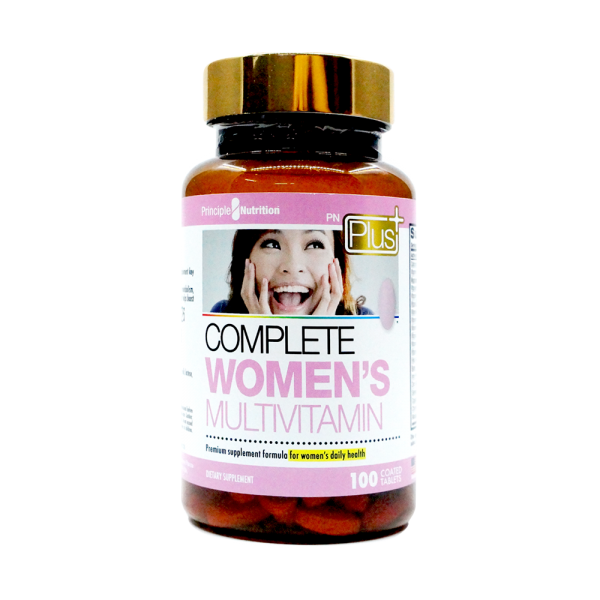 Principle Nutrition
PN
Plus+
COMPLETE
WOMEN'S
MULTIVITAMIN
Premium supplement formula for women's daily health
DIETARY SUPPLEMENT
100 COATED
TABLETS